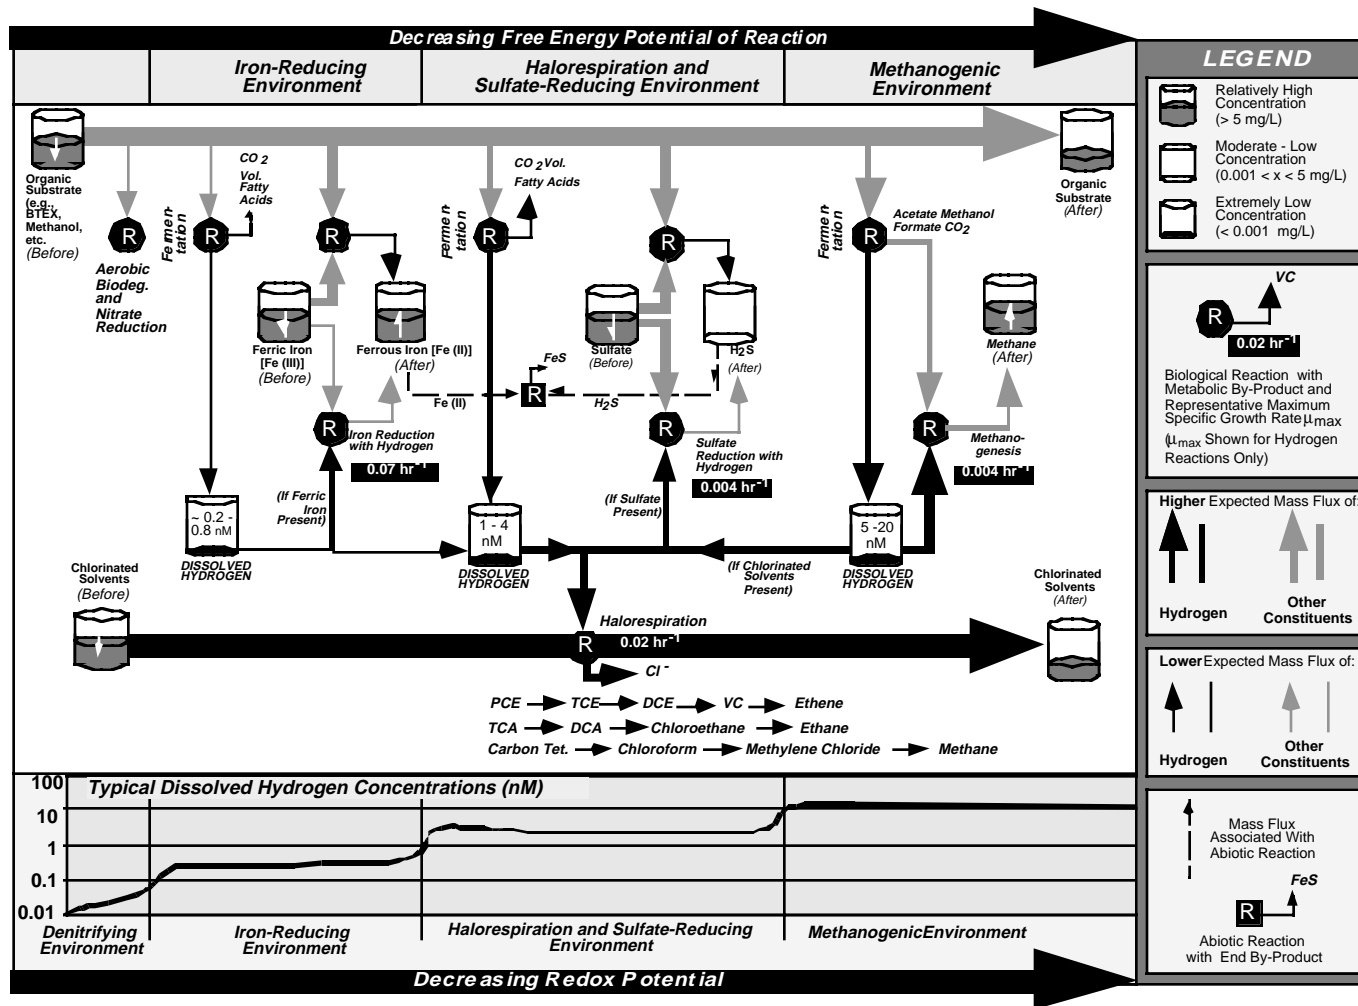 Decreasing Free Energy Potential of Reaction
Iron-Reducing
Environment
Halorespiration and
Sulfate-Reducing Environment
Methanogenic
Environment
Organic
Substrate
(e.g.,
BTEX,
Methanol,
etc.
(Before)
R
Aerobic
Biodeg.
and
Nitrate
Reduction
Fermen-
tation
R
CO2
Vol.
Fatty
Acids
R
Fermen-
tation
R
CO2 Vol.
Fatty Acids
R
Fermen-
tation
R
Acetate Methanol
Formate CO2
Organic
Substrate
(After)
Ferric Iron
[Fe (III)]
(Before)
Ferrous Iron [Fe (II)]
(After)
Fe (II)
FeS
R
H2S
Sulfate
(Before)
H2S
(After)
Methane
(After)
R
Iron Reduction
with Hydrogen
0.07 hr-1
R
Sulfate
Reduction with
Hydrogen
0.004 hr-1
R
Methano-
genesis
0.004 hr-1
(If Ferric
Iron
Present)
(If Sulfate
Present)
(If Chlorinated
Solvents
Present)
~ 0.2 -
0.8 nM
DISSOLVED
HYDROGEN
1 - 4
nM
DISSOLVED
HYDROGEN
5 -20
nM
DISSOLVED
HYDROGEN
Chlorinated
Solvents
(Before)
Halorespiration
R
0.02 hr-1
Cl -
Chlorinated
Solvents
(After)
PCE TCE DCE VC Ethene
TCA DCA Chloroethane Ethane
Carbon Tet. Chloroform Methylene Chloride Methane
Typical Dissolved Hydrogen Concentrations (nM)
100
10
1
0.1
0.01
Denitrifying
Environment
Iron-Reducing
Environment
Halorespiration and Sulfate-Reducing
Environment
MethanogenicEnvironment
Decreasing Redox Potential
LEGEND
Relatively High
Concentration
(> 5 mg/L)
Moderate - Low
Concentration
(0.001 < x < 5 mg/L)
Extremely Low
Concentration
(< 0.001 mg/L)
VC
R
0.02 hr-1
Biological Reaction with
Metabolic By-Product and
Representative Maximum
Specific Growth Rate μmax
(μmax Shown for Hydrogen
Reactions Only)
Higher Expected Mass Flux of:
Hydrogen
Other
Constituents
Lower Expected Mass Flux of:
Hydrogen
Other
Constituents
Mass Flux
Associated With
Abiotic Reaction
FeS
R
Abiotic Reaction
with End By-Product